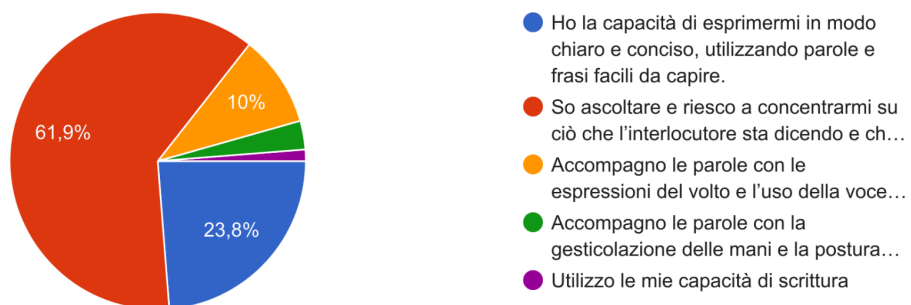 61,9%
10%
23,8%
Ho la capacità di esprimermi in modo
chiaro e conciso, utilizzando parole e
frasi facili da capire.
So ascoltare e riesco a concentrarmi su
ciò che l’interlocutore sta dicendo e ch…
Accompagno le parole con le
espressioni del volto e l’uso della voce…
Accompagno le parole con la
gesticolazione delle mani e la postura…
Utilizzo le mie capacità di scrittura